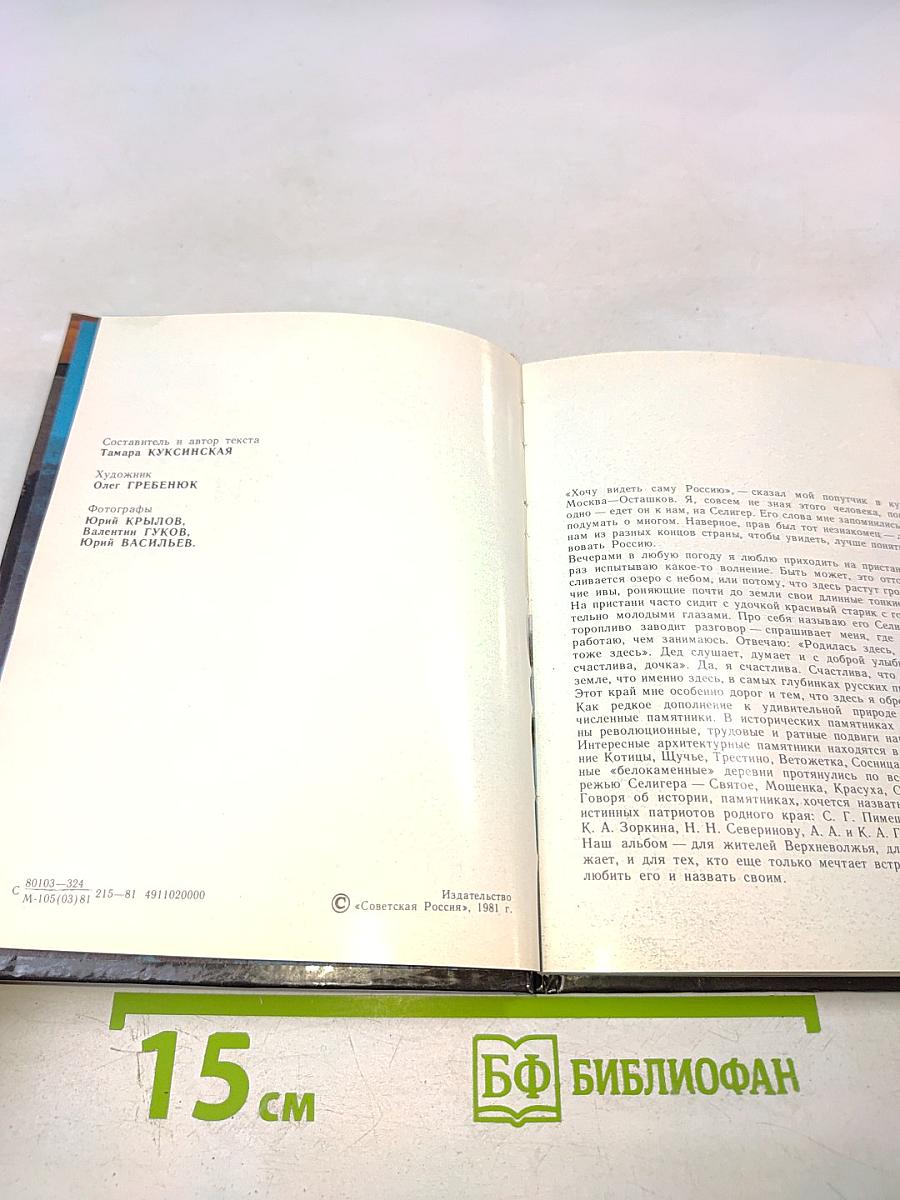 Составитель и автор текста
Тамара КУКСИНСКАЯ
Художник
Олег ГРЕБЕНЮК
Фотографы
Юрий КРЫЛОВ,
Валентин ГУКОВ,
Юрий ВАСИЛЬЕВ.
С 80103—324
М-105(03)81 215—81 4911020000
Издательство
© «Советская Россия», 1981 г.
«Хочу видеть саму Россию», — сказал мой попутчик в
Москва—Осташков. Я, совсем не зная этого человека,
одно — едет он к нам, на Селигер. Его слова мне запомнились
подумать о многом. Наверное, прав был тот незнакомец —
нам из разных концов страны, чтобы увидеть, лучше
вовать Россию.
Вечерами в любую погоду я люблю приходить на
раз испытываю какое-то волнение. Быть может, это
сливается озеро с небом, или потому, что здесь растут
чие ивы, роняющие почти до земли свои длинные
На пристани часто сидит с удочкой красивый старик с
тельно молодыми глазами. Про себя называю его
торопливо заводит разговор — спрашивает меня, где
работаю, чем занимаюсь. Отвечаю: «Родилась здесь,
тоже здесь». Дед слушает, думает и с доброй
счастлива, дочка». Да, я счастлива. Счастлива, что
земле, что именно здесь, в самых глубинках русских
Этот край мне особенно дорог и тем, что здесь я
Как редкое дополнение к удивительной природе
численные памятники. В исторических памятниках
ны революционные, трудовые и ратные подвиги
Интересные архитектурные памятники находятся в
ние Котицы, Щучье, Трестино, Ветожетка, Сосница
ные «белокаменные» деревни протянулись по
режью Селигера — Святое, Мошенка, Красуха,
Говоря об истории, памятниках, хочется назвать
истинных патриотов родного края: С. Г.
К. А. Зоркина, Н. Н. Северинову, А. А. и К. А.
Наш альбом — для жителей Верхневолжья,
жает, и для тех, кто еще только мечтает
любить его и назвать своим.
15 см
БФ БИБЛИОФАН